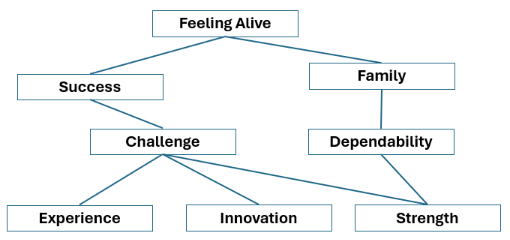 Feeling Alive
Success
Family
Challenge
Dependability
Experience
Innovation
Strength